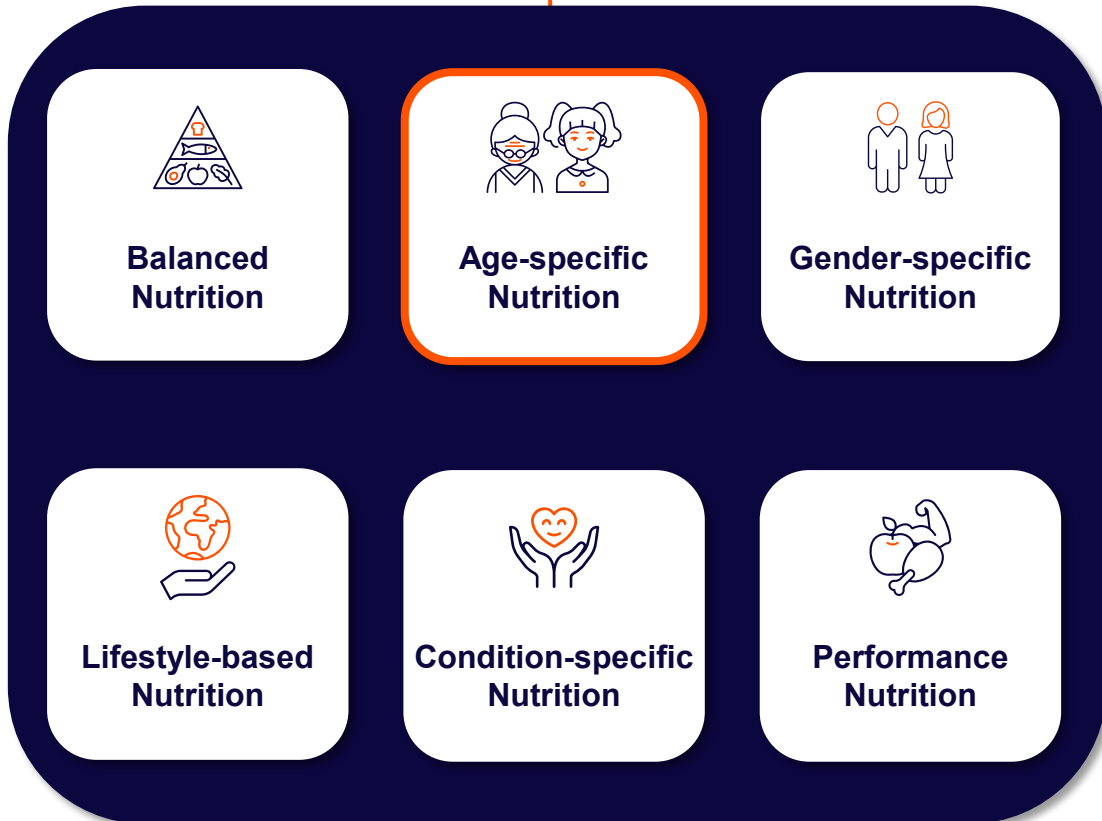 Balanced
Nutrition
Age-specific
Nutrition
Gender-specific
Nutrition
Lifestyle-based
Nutrition
Condition-specific
Nutrition
Performance
Nutrition